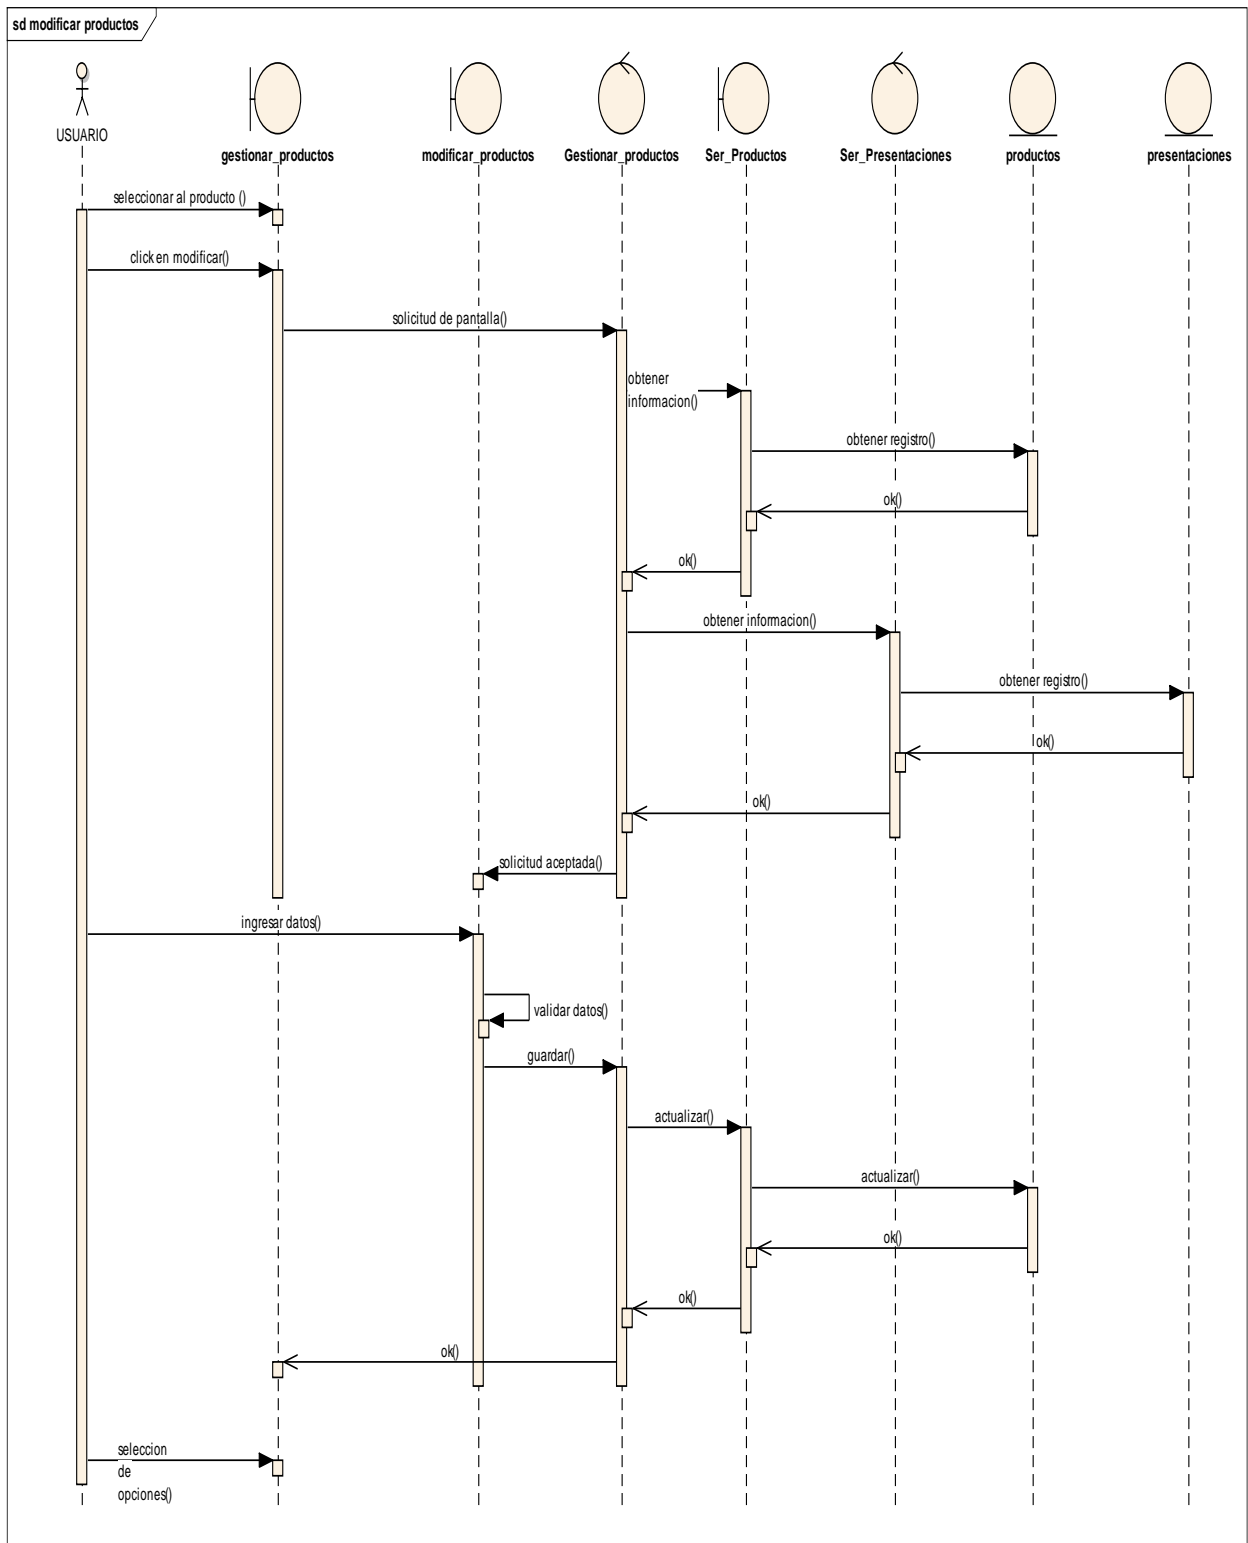 sd modificar productos
USUARIO
gestionar_productos
modificar_productos
Gestionar_productos
Ser_Productos
Ser_Presentaciones
productos
presentaciones
seleccionar al producto ()
click en modificar()
solicitud de pantalla()
obtener
informacion()
obtener registro()
ok()
ok()
obtener informacion()
obtener registro()
ok()
ok()
solicitud aceptada()
ingresar datos()
validar datos()
guardar()
actualizar()
actualizar()
ok()
ok()
ok()
seleccion
de
opciones()